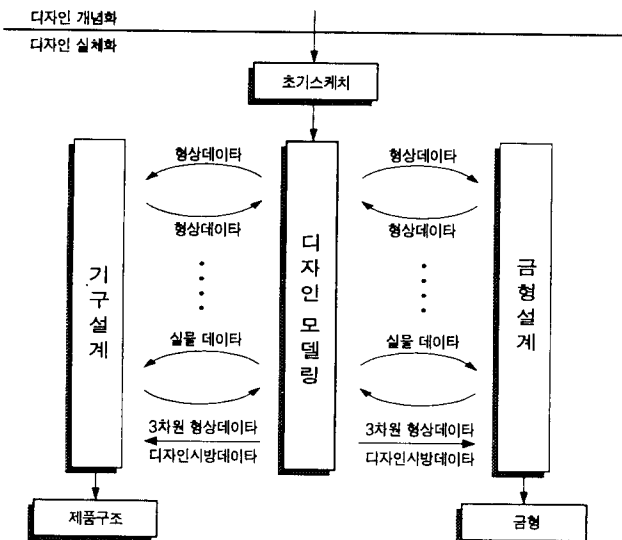 디자인 개념화
디자인 실체화
초기스케치
형상데이타
형상데이타
형상데이타
형상데이타
기구설계
디자인 모델링
금형설계
실물 데이타
실물 데이타
3차원 형상데이타
3차원 형상데이타
디자인시방데이타
디자인시방데이타
제품구조
금형